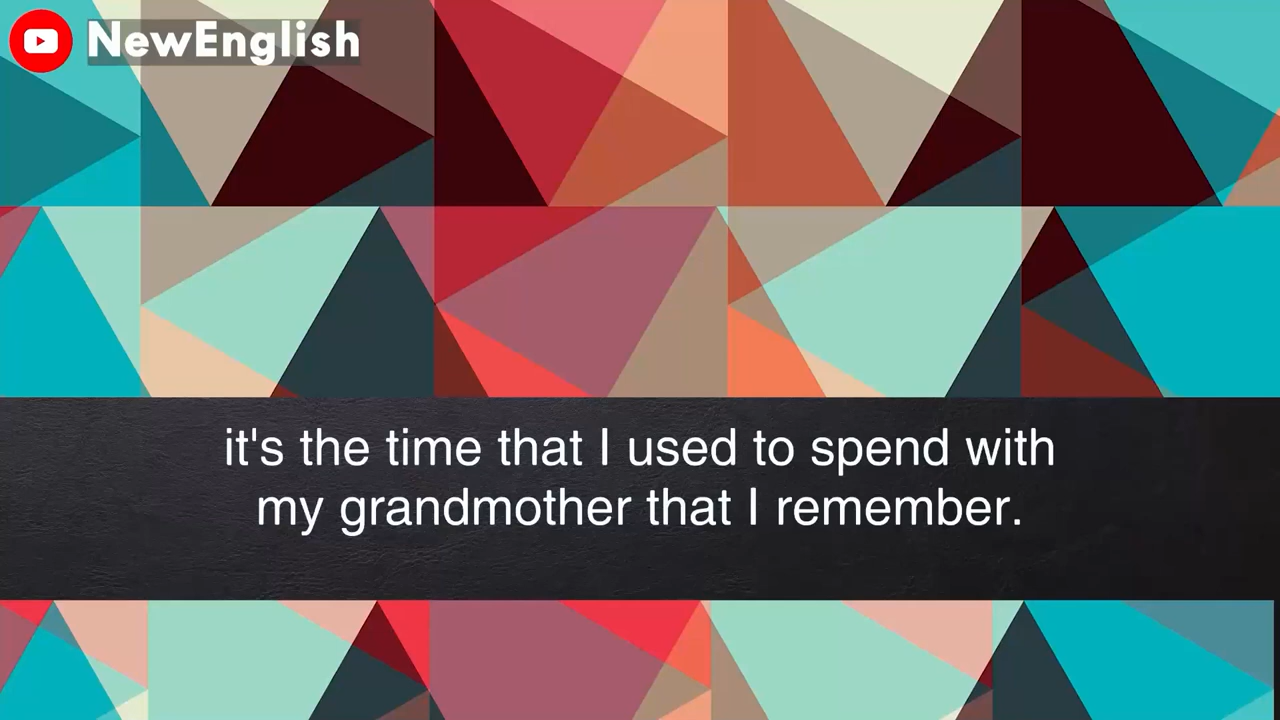 NewEnglish
it's the time that I used to spend with
my grandmother that I remember.